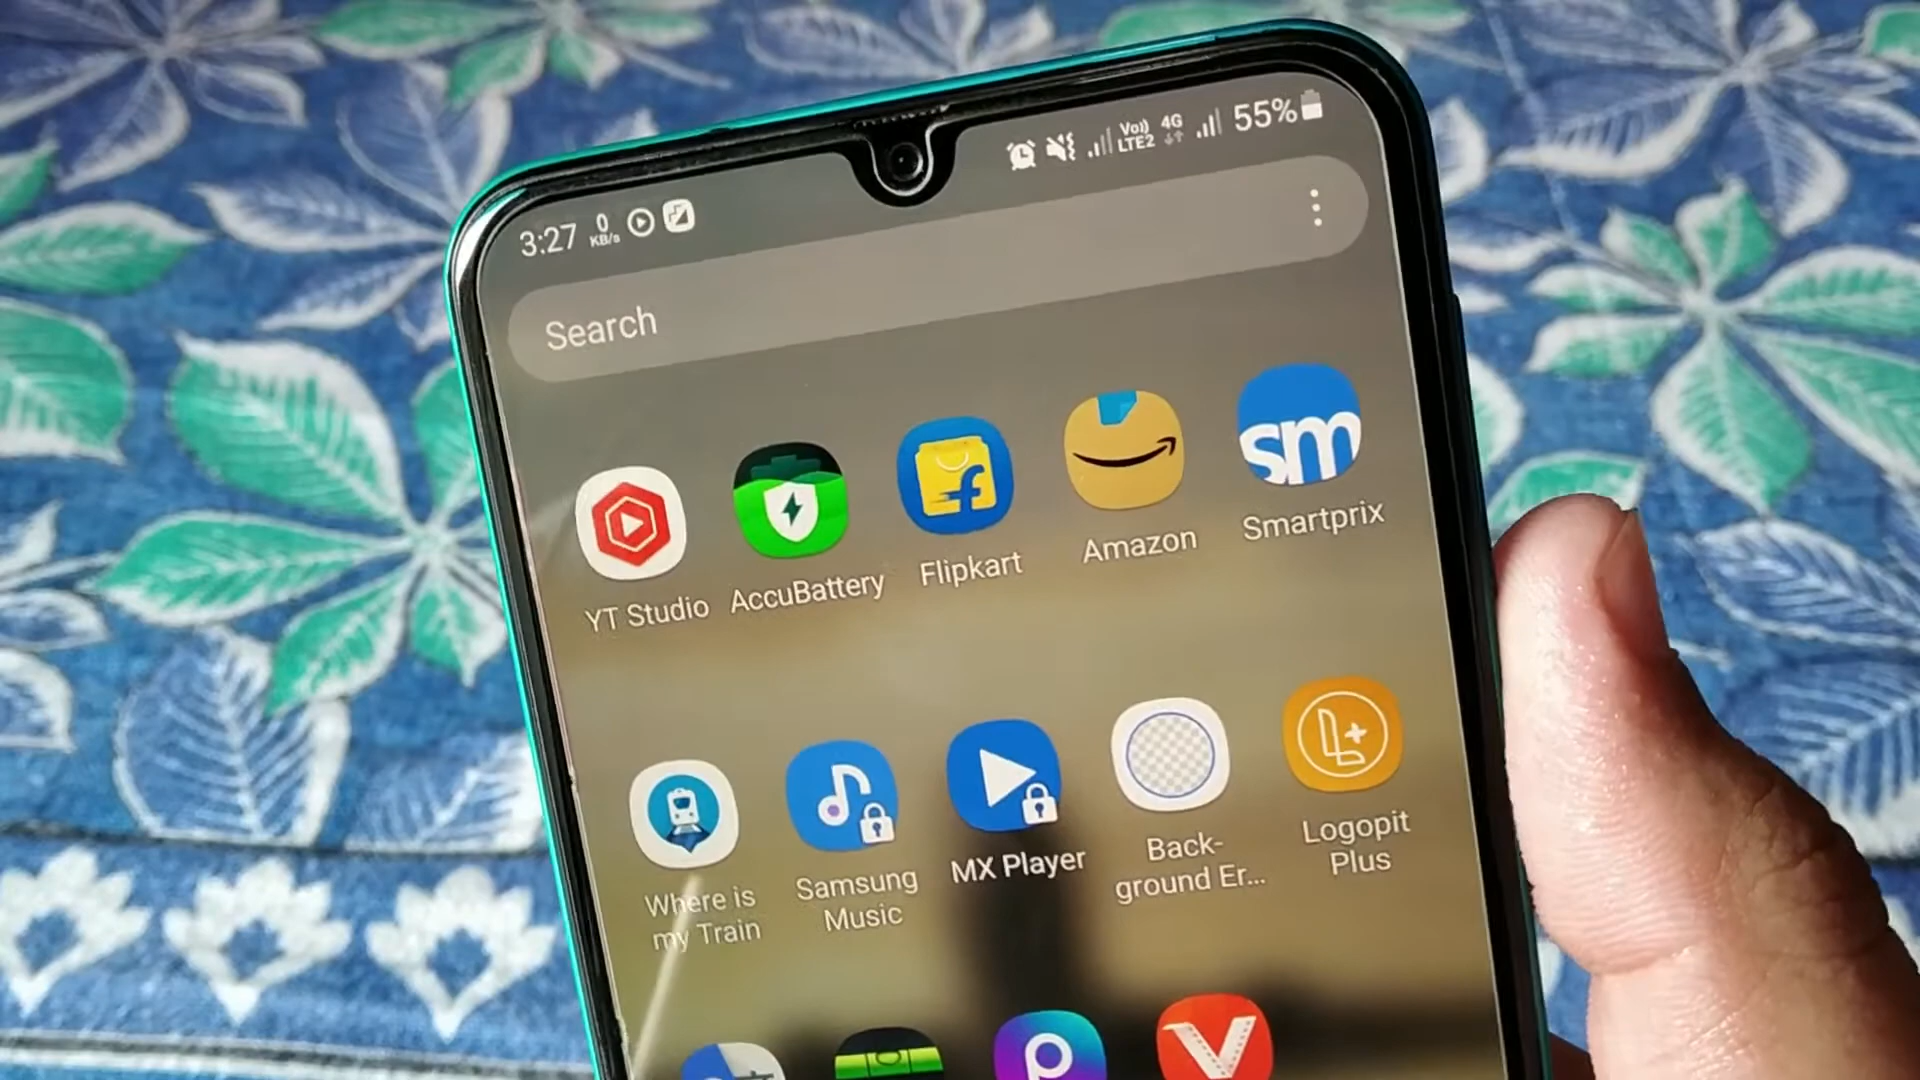 3:27 0 KB/s Vo)) LTE2 4G 55%
Search
sm
YT Studio AccuBattery Flipkart Amazon Smartprix
Where is my Train
Samsung Music
MX Player
Back-
ground Er...
Logopit
Plus